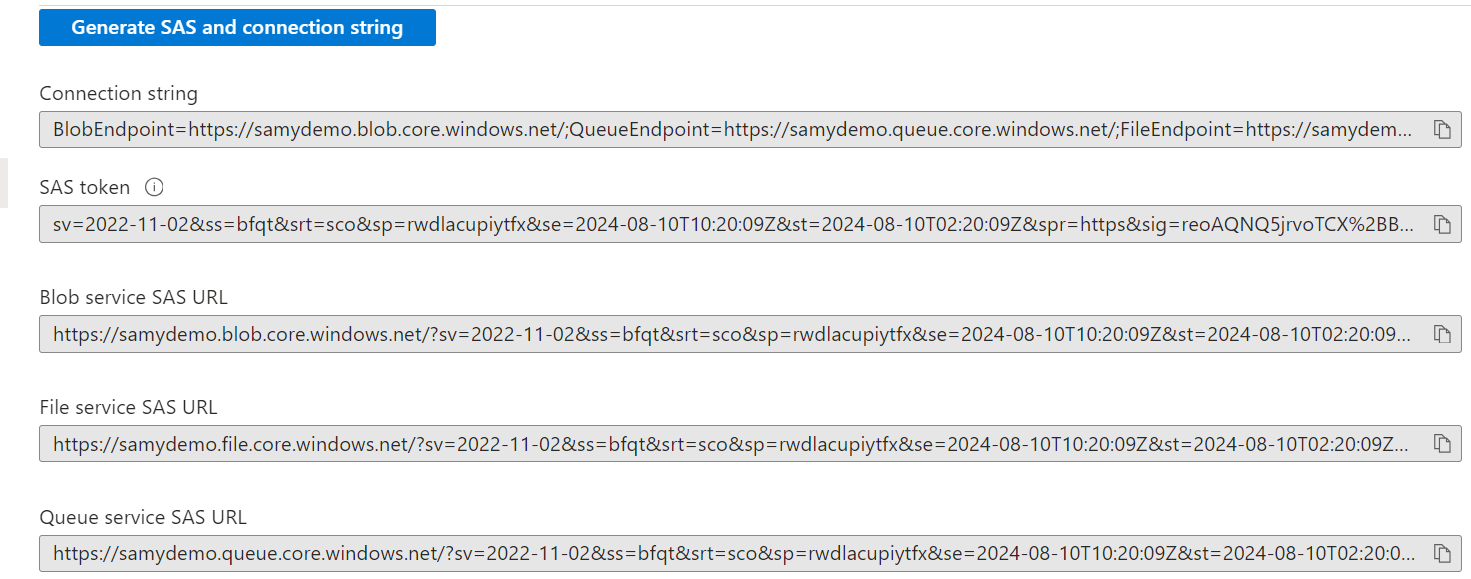 Generate SAS and connection string
Connection string
BlobEndpoint=https://samydemo.blob.core.windows.net/;QueueEndpoint=https://samydemo.queue.core.windows.net/;FileEndpoint=https://samydem...
SAS token
sv=2022-11-02&ss=bfqt&srt=sco&sp=rwdlacupiytfx&se=2024-08-10T10:20:09Z&st=2024-08-10T02:20:09Z&spr=https&sig=reoAQNQ5jrvoTCX%2BB...
Blob service SAS URL
https://samydemo.blob.core.windows.net/?sv=2022-11-02&ss=bfqt&srt=sco&sp=rwdlacupiytfx&se=2024-08-10T10:20:09Z&st=2024-08-10T02:20:09...
File service SAS URL
https://samydemo.file.core.windows.net/?sv=2022-11-02&ss=bfqt&srt=sco&sp=rwdlacupiytfx&se=2024-08-10T10:20:09Z&st=2024-08-10T02:20:09Z...
Queue service SAS URL
https://samydemo.queue.core.windows.net/?sv=2022-11-02&ss=bfqt&srt=sco&sp=rwdlacupiytfx&se=2024-08-10T10:20:09Z&st=2024-08-10T02:20:0...